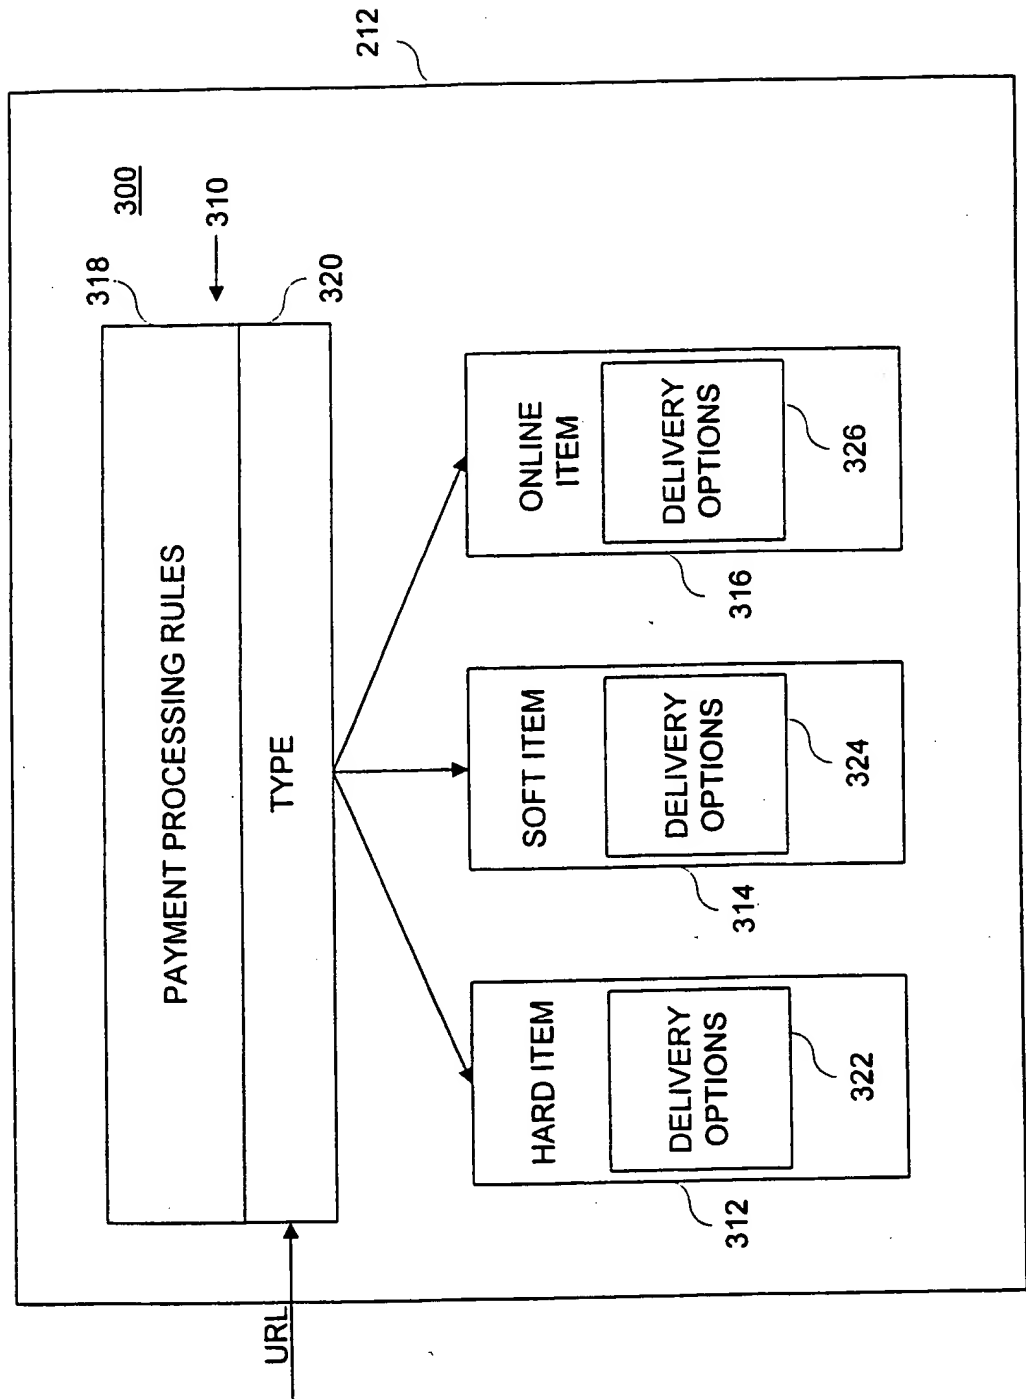 212
300
318
310
320
PAYMENT PROCESSING RULES
TYPE
URL
HARD ITEM
DELIVERY
OPTIONS
322
312
SOFT ITEM
DELIVERY
OPTIONS
324
314
ONLINE
ITEM
DELIVERY
OPTIONS
326
316